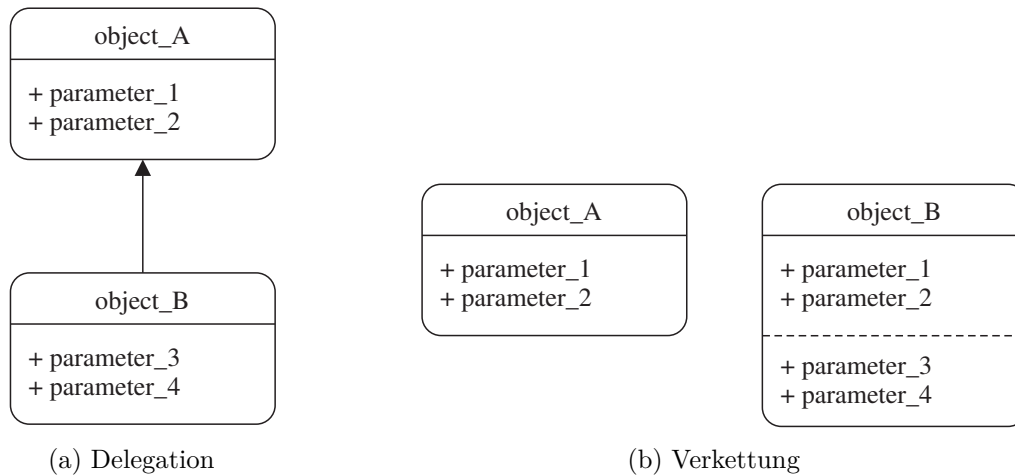 object_A
+ parameter_1
+ parameter_2
object_B
+ parameter_3
+ parameter_4
(a) Delegation
object_A
+ parameter_1
+ parameter_2
object_B
+ parameter_1
+ parameter_2
+ parameter_3
+ parameter_4
(b) Verkettung